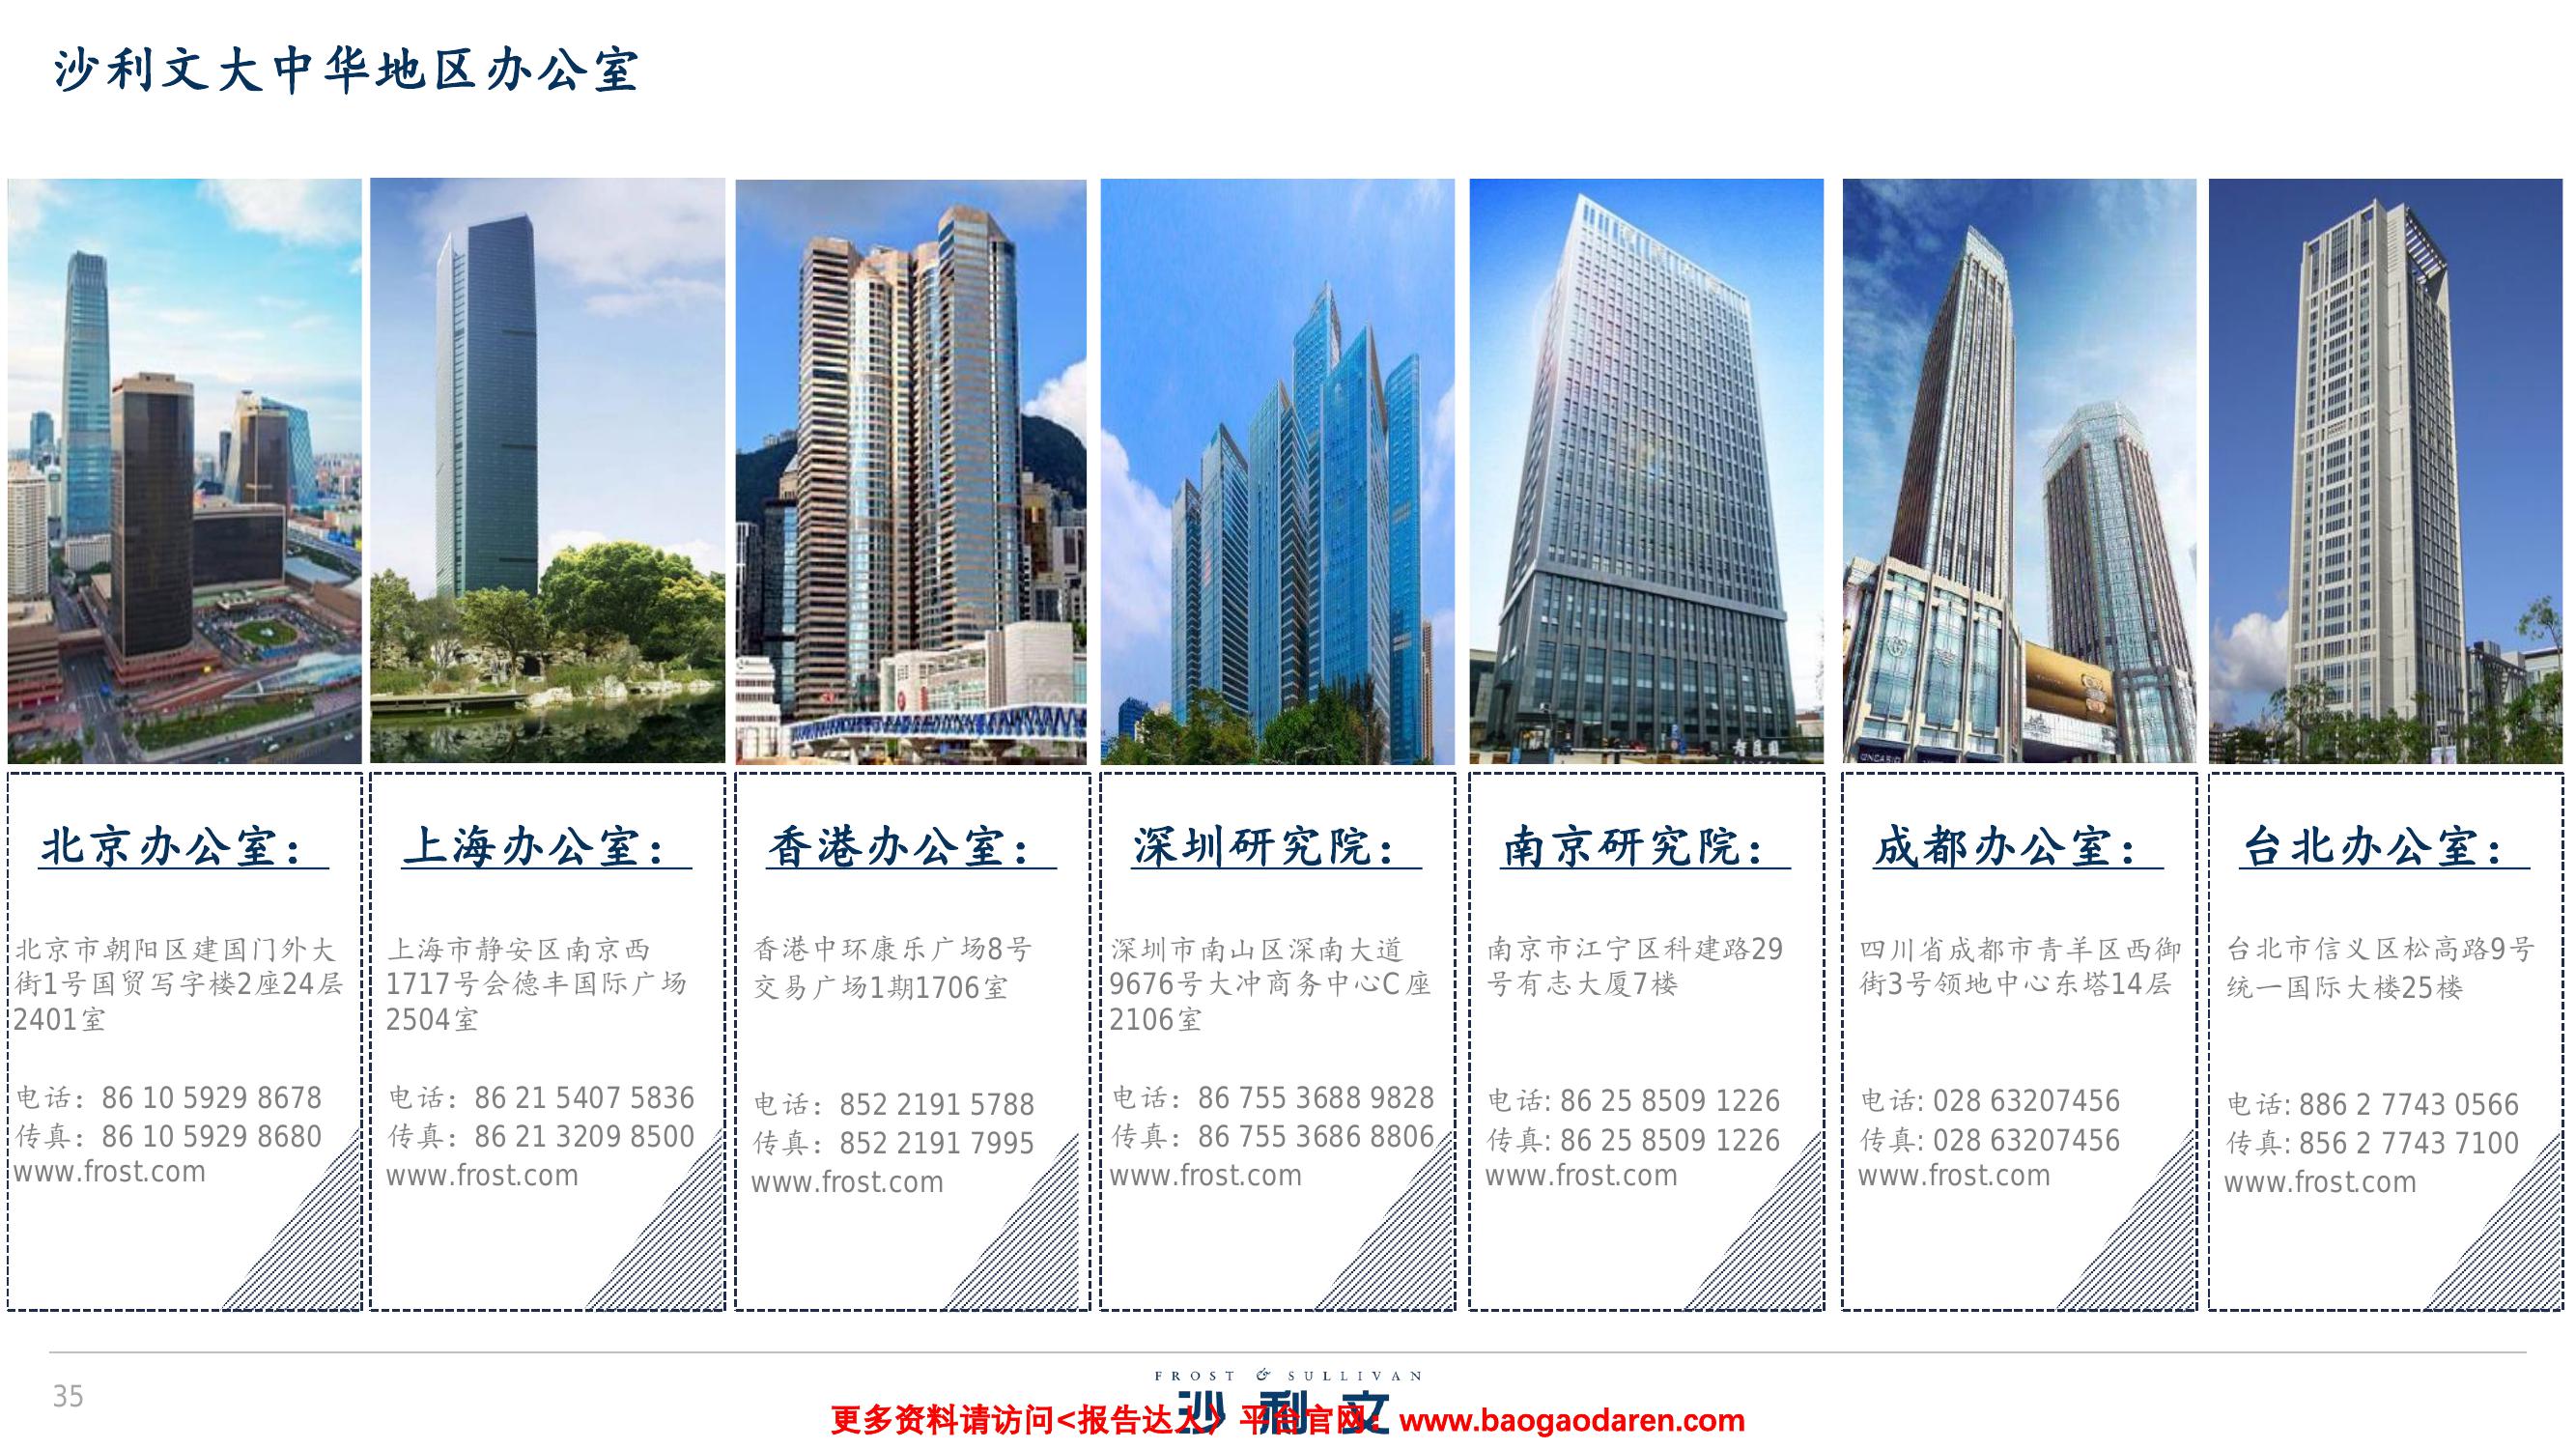 沙利文大中华地区办公室
北京办公室：
北京市朝阳区建国门外大
街1号国贸写字楼2座24层
2401室
电话：86 10 5929 8678
传真：86 10 5929 8680
www.frost.com
上海办公室：
上海市静安区南京西
1717号会德丰国际广场
2504室
电话：86 21 5407 5836
传真：86 21 3209 8500
www.frost.com
香港办公室：
香港中环康乐广场8号
交易广场1期1706室
电话：852 2191 5788
传真：852 2191 7995
www.frost.com
深圳研究院：
深圳市南山区深南大道
9676号大冲商务中心C座
2106室
电话：86 755 3688 9828
传真：86 755 3686 8806
www.frost.com
南京研究院：
南京市江宁区科建路29
号有志大厦7楼
电话: 86 25 8509 1226
传真: 86 25 8509 1226
www.frost.com
成都办公室：
四川省成都市青羊区西御
街3号领地中心东塔14层
电话: 028 63207456
传真: 028 63207456
www.frost.com
台北办公室：
台北市信义区松高路9号
统一国际大楼25楼
电话: 886 2 7743 0566
传真: 856 2 7743 7100
www.frost.com
35
FROST & SULLIVAN
沙利文
更多资料请访问<报告达人>平台官网：www.baogaodaren.com